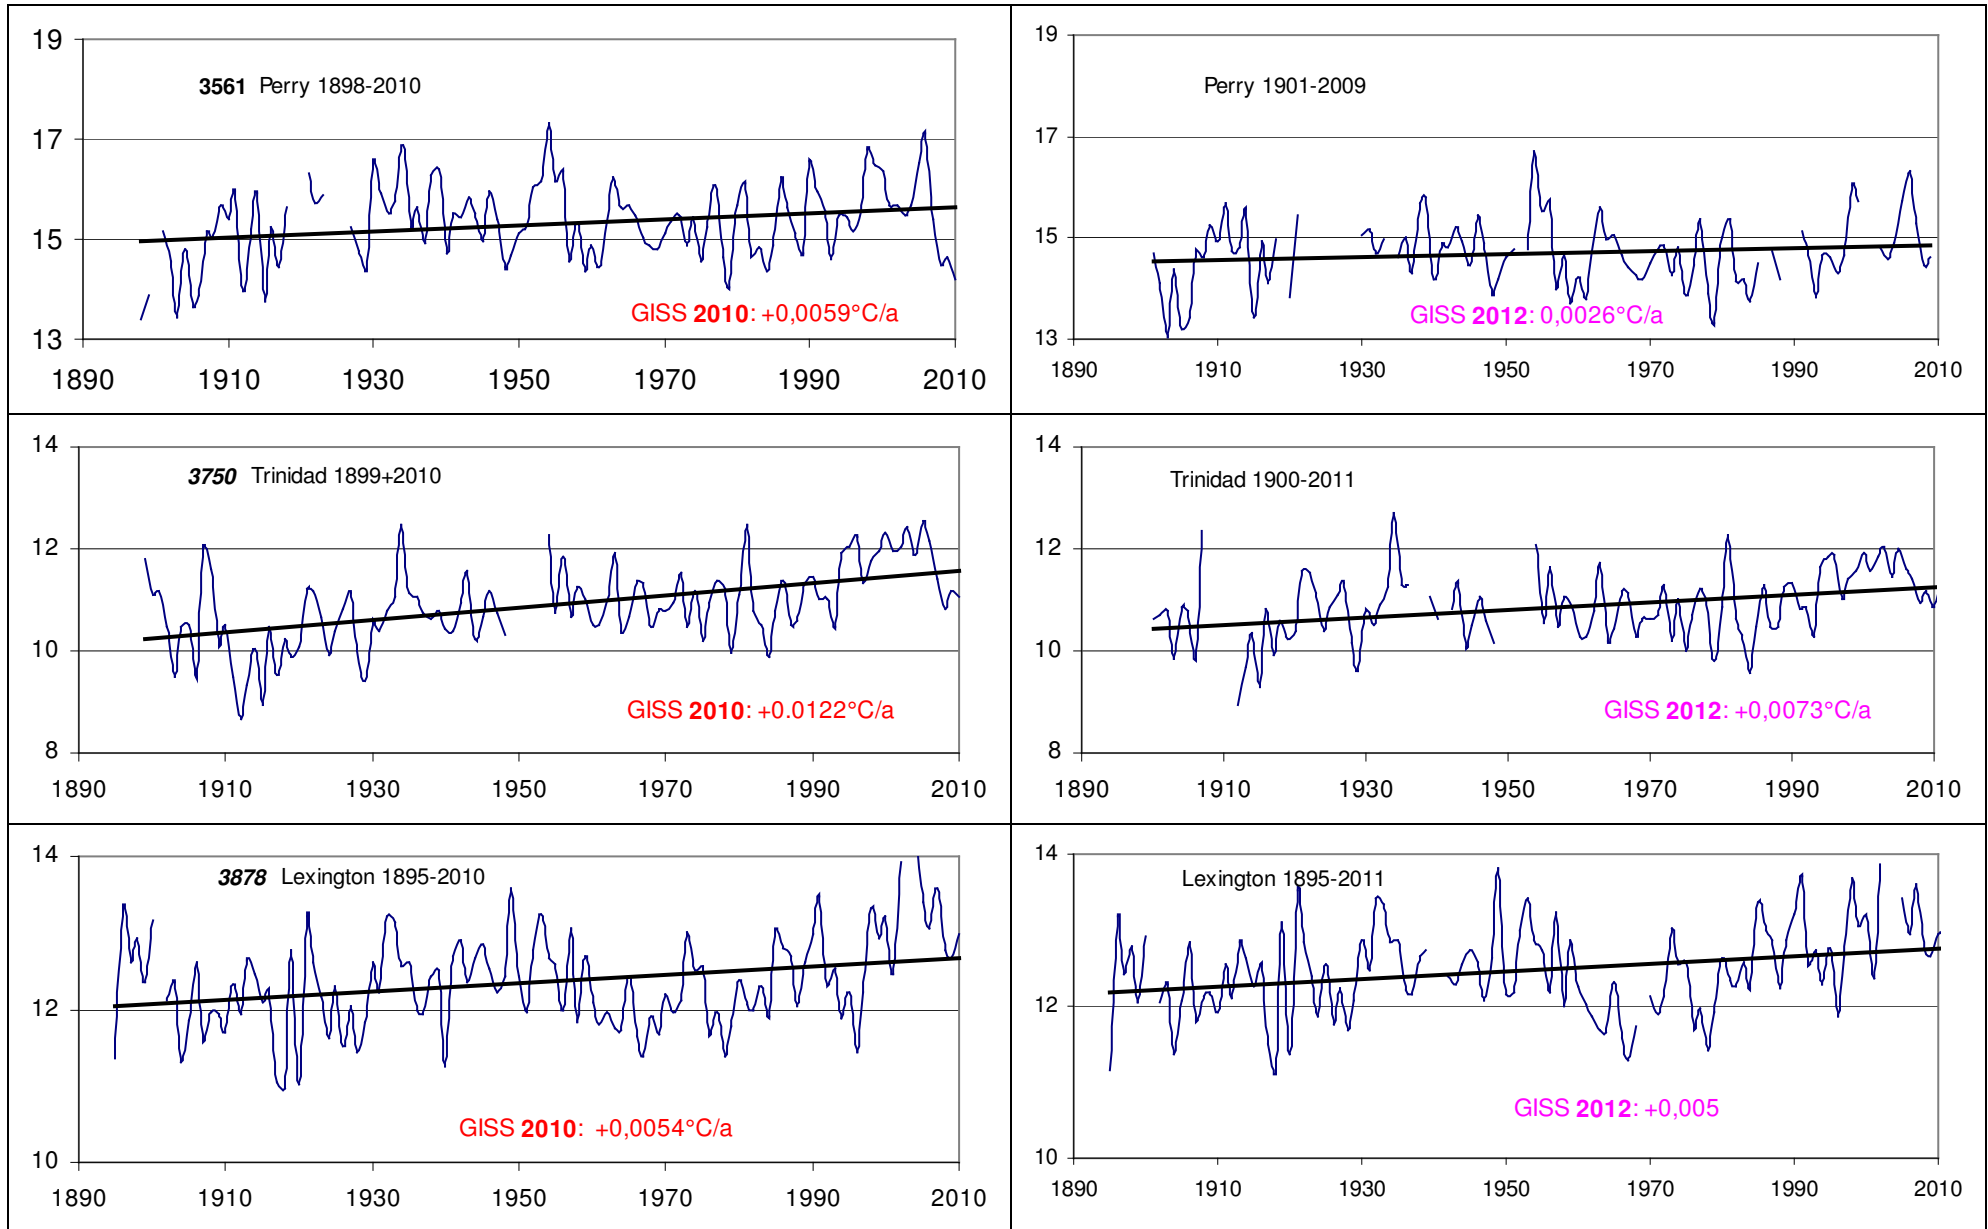 19
17
15
13
3561 Perry 1898-2010
GISS 2010: +0,0059°C/a
1890 1910 1930 1950 1970 1990 2010
19
17
15
13
Perry 1901-2009
GISS 2012: 0,0026°C/a
1890 1910 1930 1950 1970 1990 2010
14
12
10
8
3750 Trinidad 1899+2010
GISS 2010: +0.0122°C/a
1890 1910 1930 1950 1970 1990 2010
14
12
10
8
Trinidad 1900-2011
GISS 2012: +0,0073°C/a
1890 1910 1930 1950 1970 1990 2010
14
12
10
3878 Lexington 1895-2010
GISS 2010: +0,0054°C/a
1890 1910 1930 1950 1970 1990 2010
14
12
10
Lexington 1895-2011
GISS 2012: +0,005
1890 1910 1930 1950 1970 1990 2010